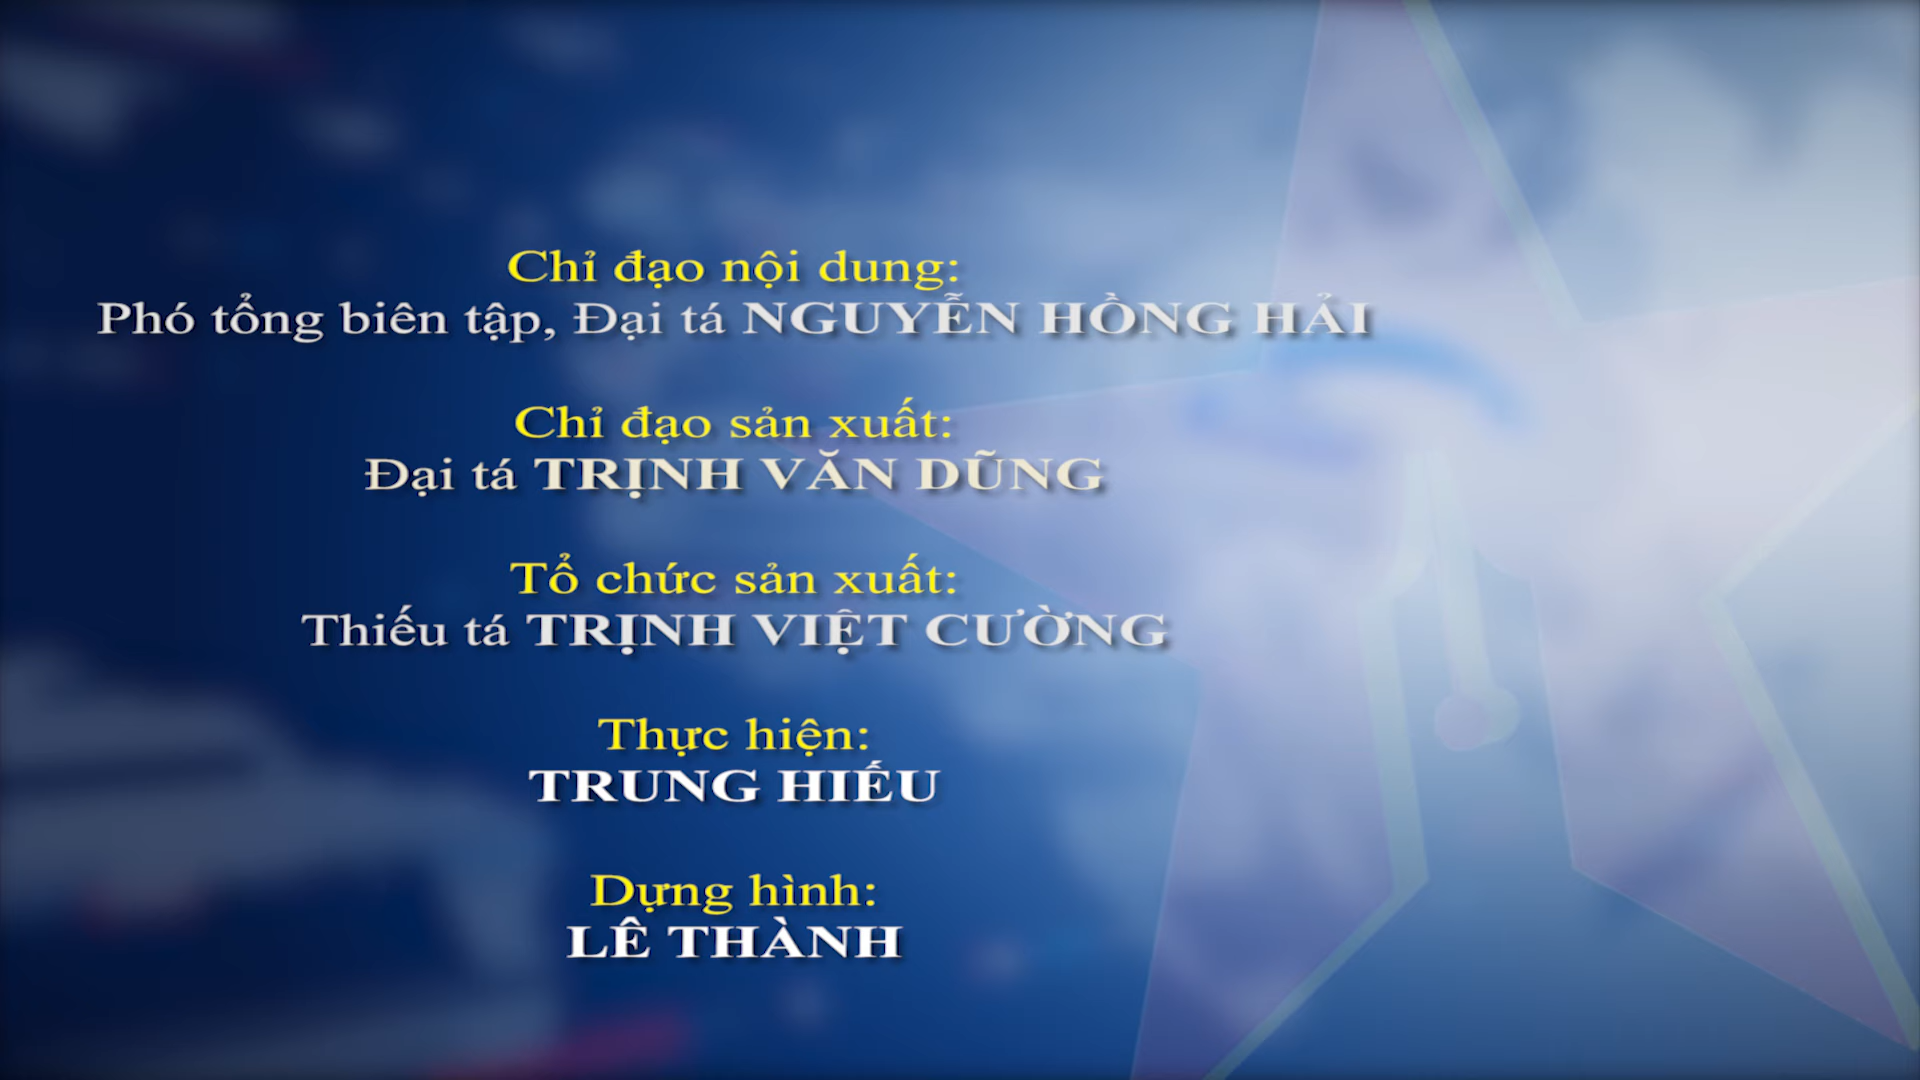 Chỉ đạo nội dung:
Phó tổng biên tập, Đại tá NGUYỄN HỒNG HẢI
Chỉ đạo sản xuất:
Đại tá TRỊNH VĂN DŨNG
Tổ chức sản xuất:
Thiếu tá TRỊNH VIỆT CƯỜNG
Thực hiện:
TRUNG HIẾU
Dựng hình:
LÊ THÀNH